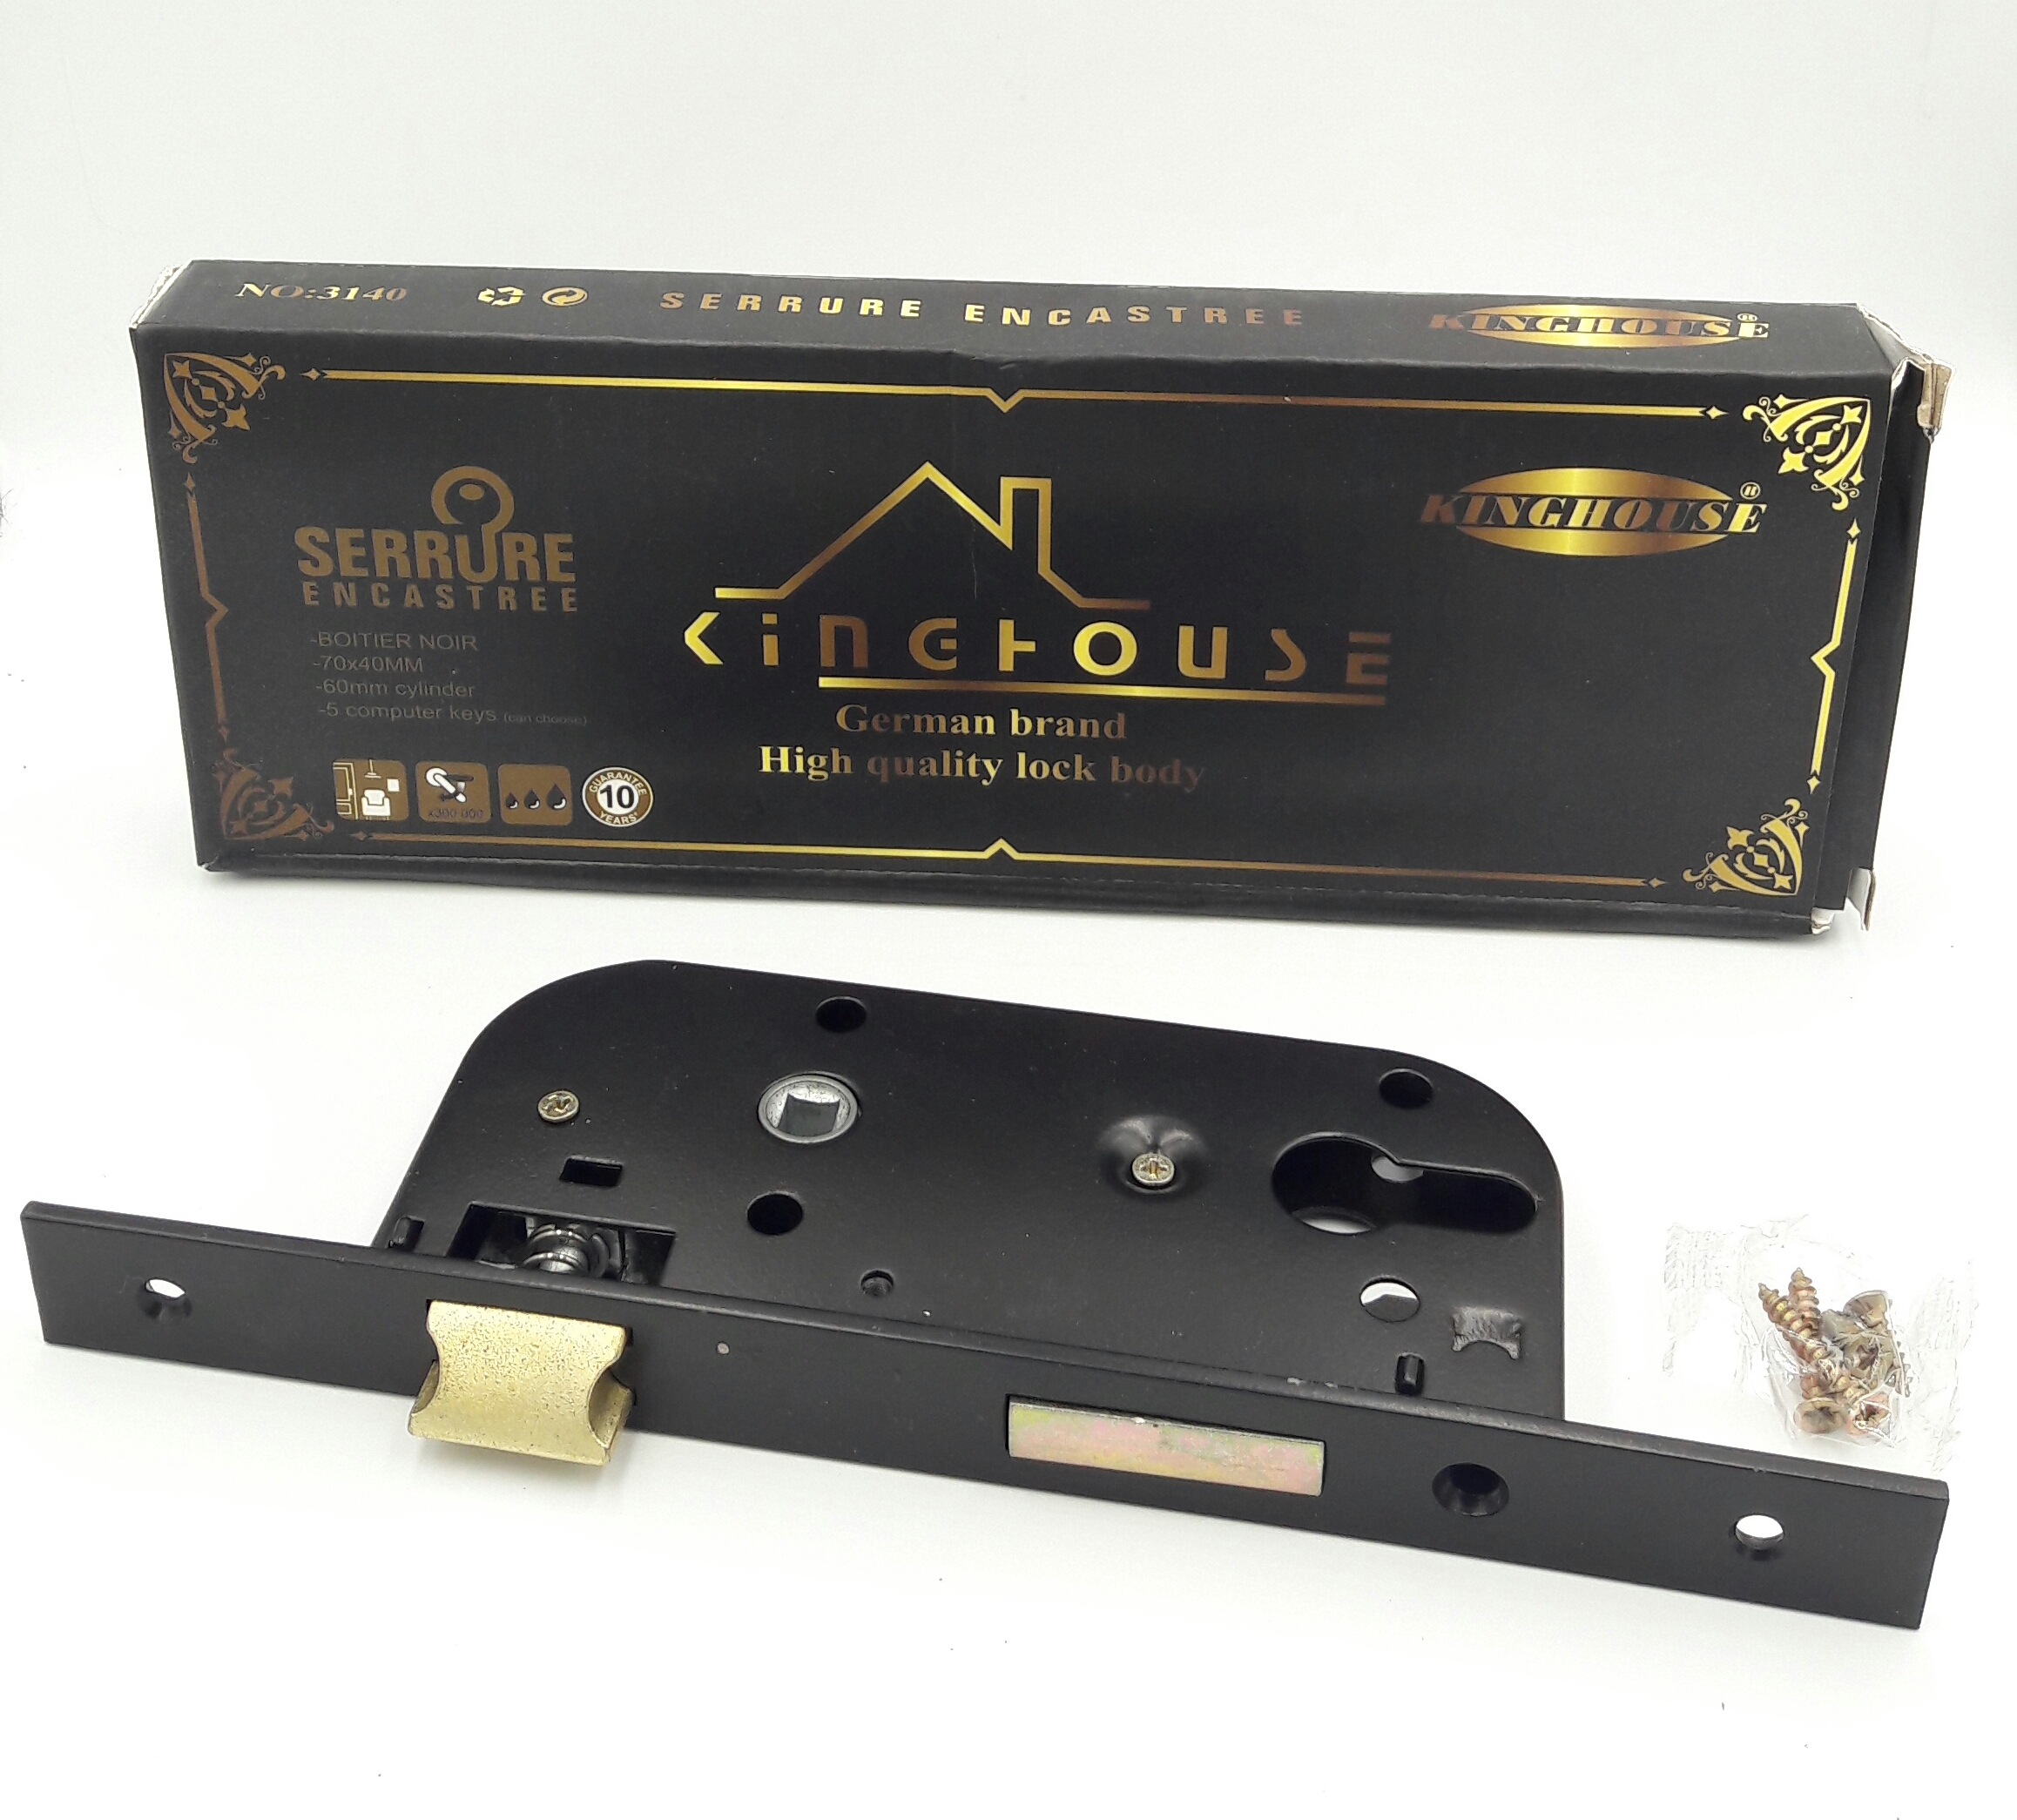 NO:3140
SERRURE ENCASTREE
KINGHOUSE®
SERRURE
ENCASTREE
-BOITIER NOIR
-70x40MM
-60mm cylinder
-5 computer keys (can choose)
x300 000
GUARANTEE
10
YEARS*
KINGHOUSE
German brand
High quality lock body
KINGHOUSE®